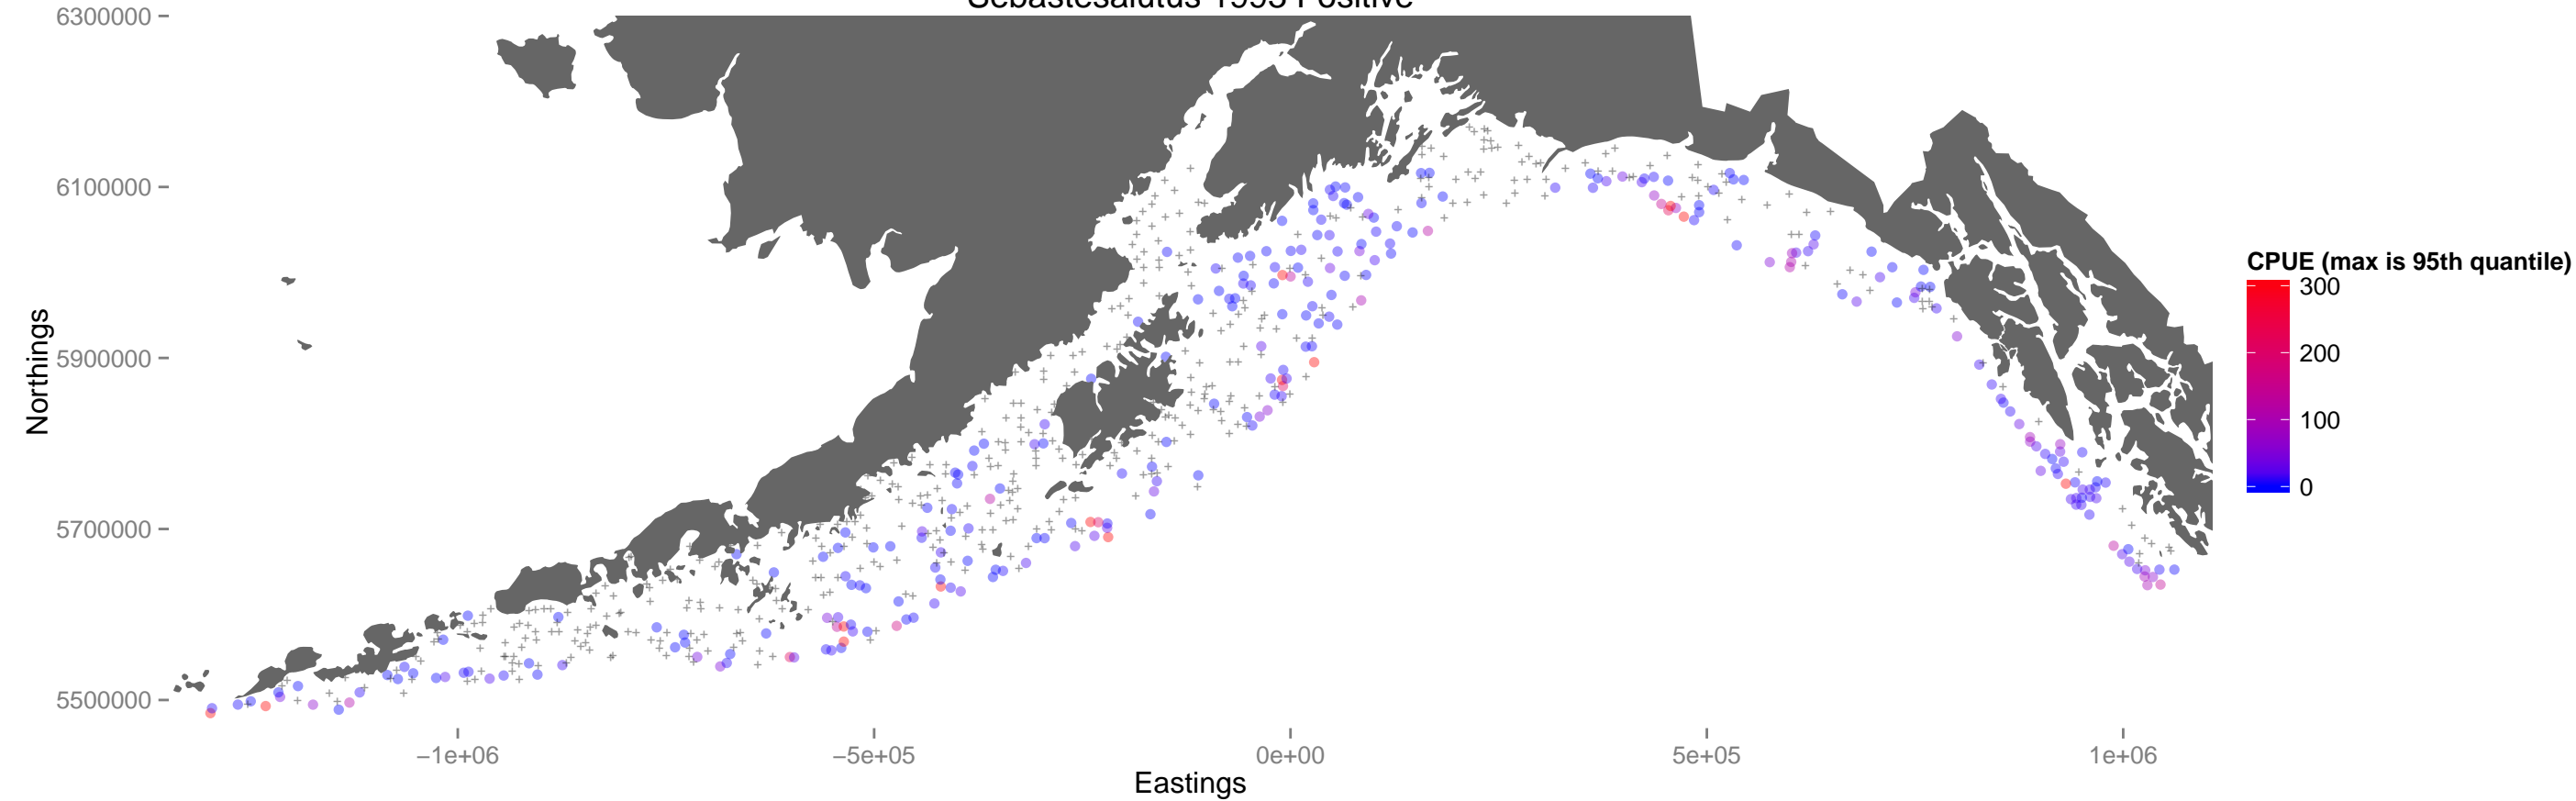 Sebastesalutus 1993 Positive
6300000
6100000
5900000
5700000
5500000
Northings
−1e+06
−5e+05
0e+00
5e+05
1e+06
Eastings
CPUE (max is 95th quantile)
300
200
100
0